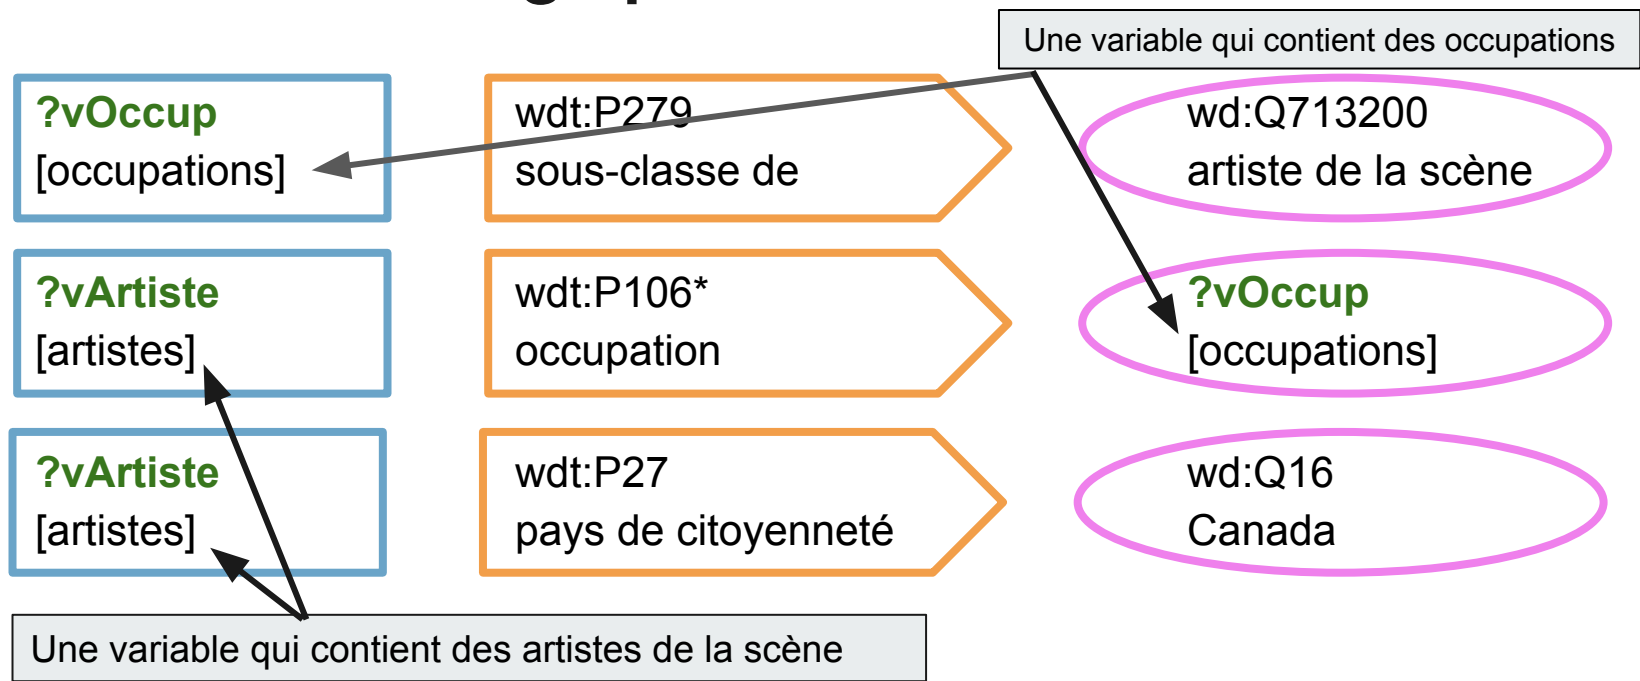 Une variable qui contient des occupations
?vOccup
[occupations]
wdt:P279
sous-classe de
wd:Q713200
artiste de la scène
?vArtiste
[artistes]
wdt:P106*
occupation
?vOccup
[occupations]
?vArtiste
[artistes]
wdt:P27
pays de citoyenneté
wd:Q16
Canada
Une variable qui contient des artistes de la scène